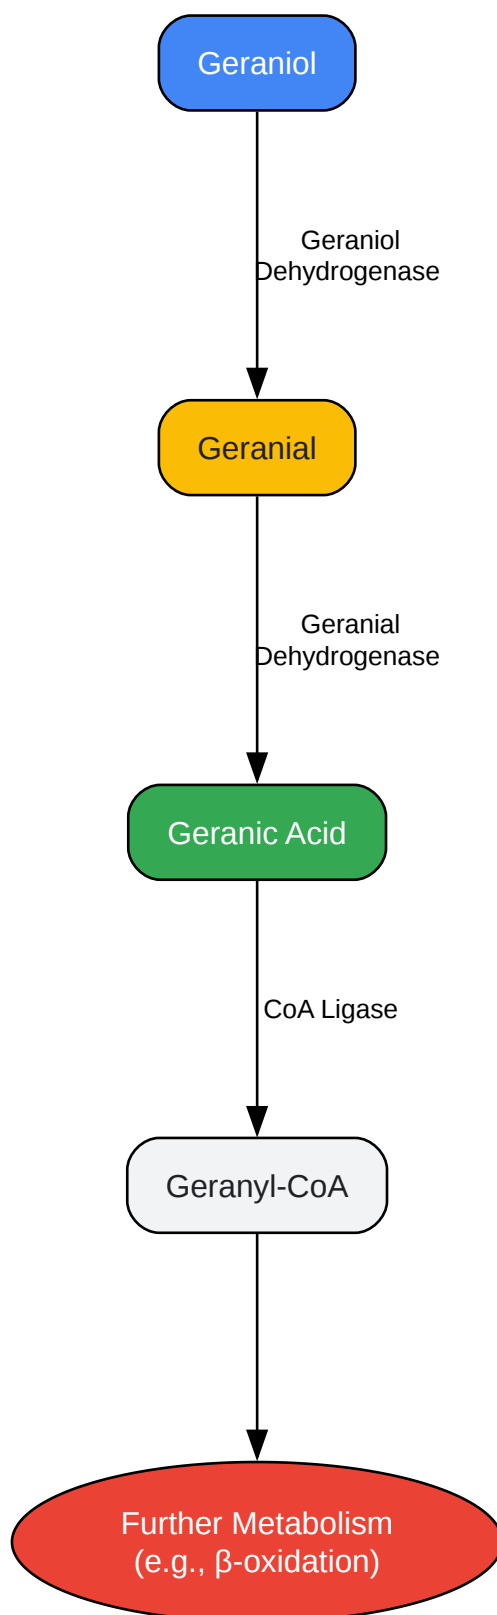 Geraniol
Geraniol
Dehydrogenase
Geranial
Geranial
Dehydrogenase
Geranic Acid
CoA Ligase
Geranyl-CoA
Further Metabolism
(e.g., β-oxidation)